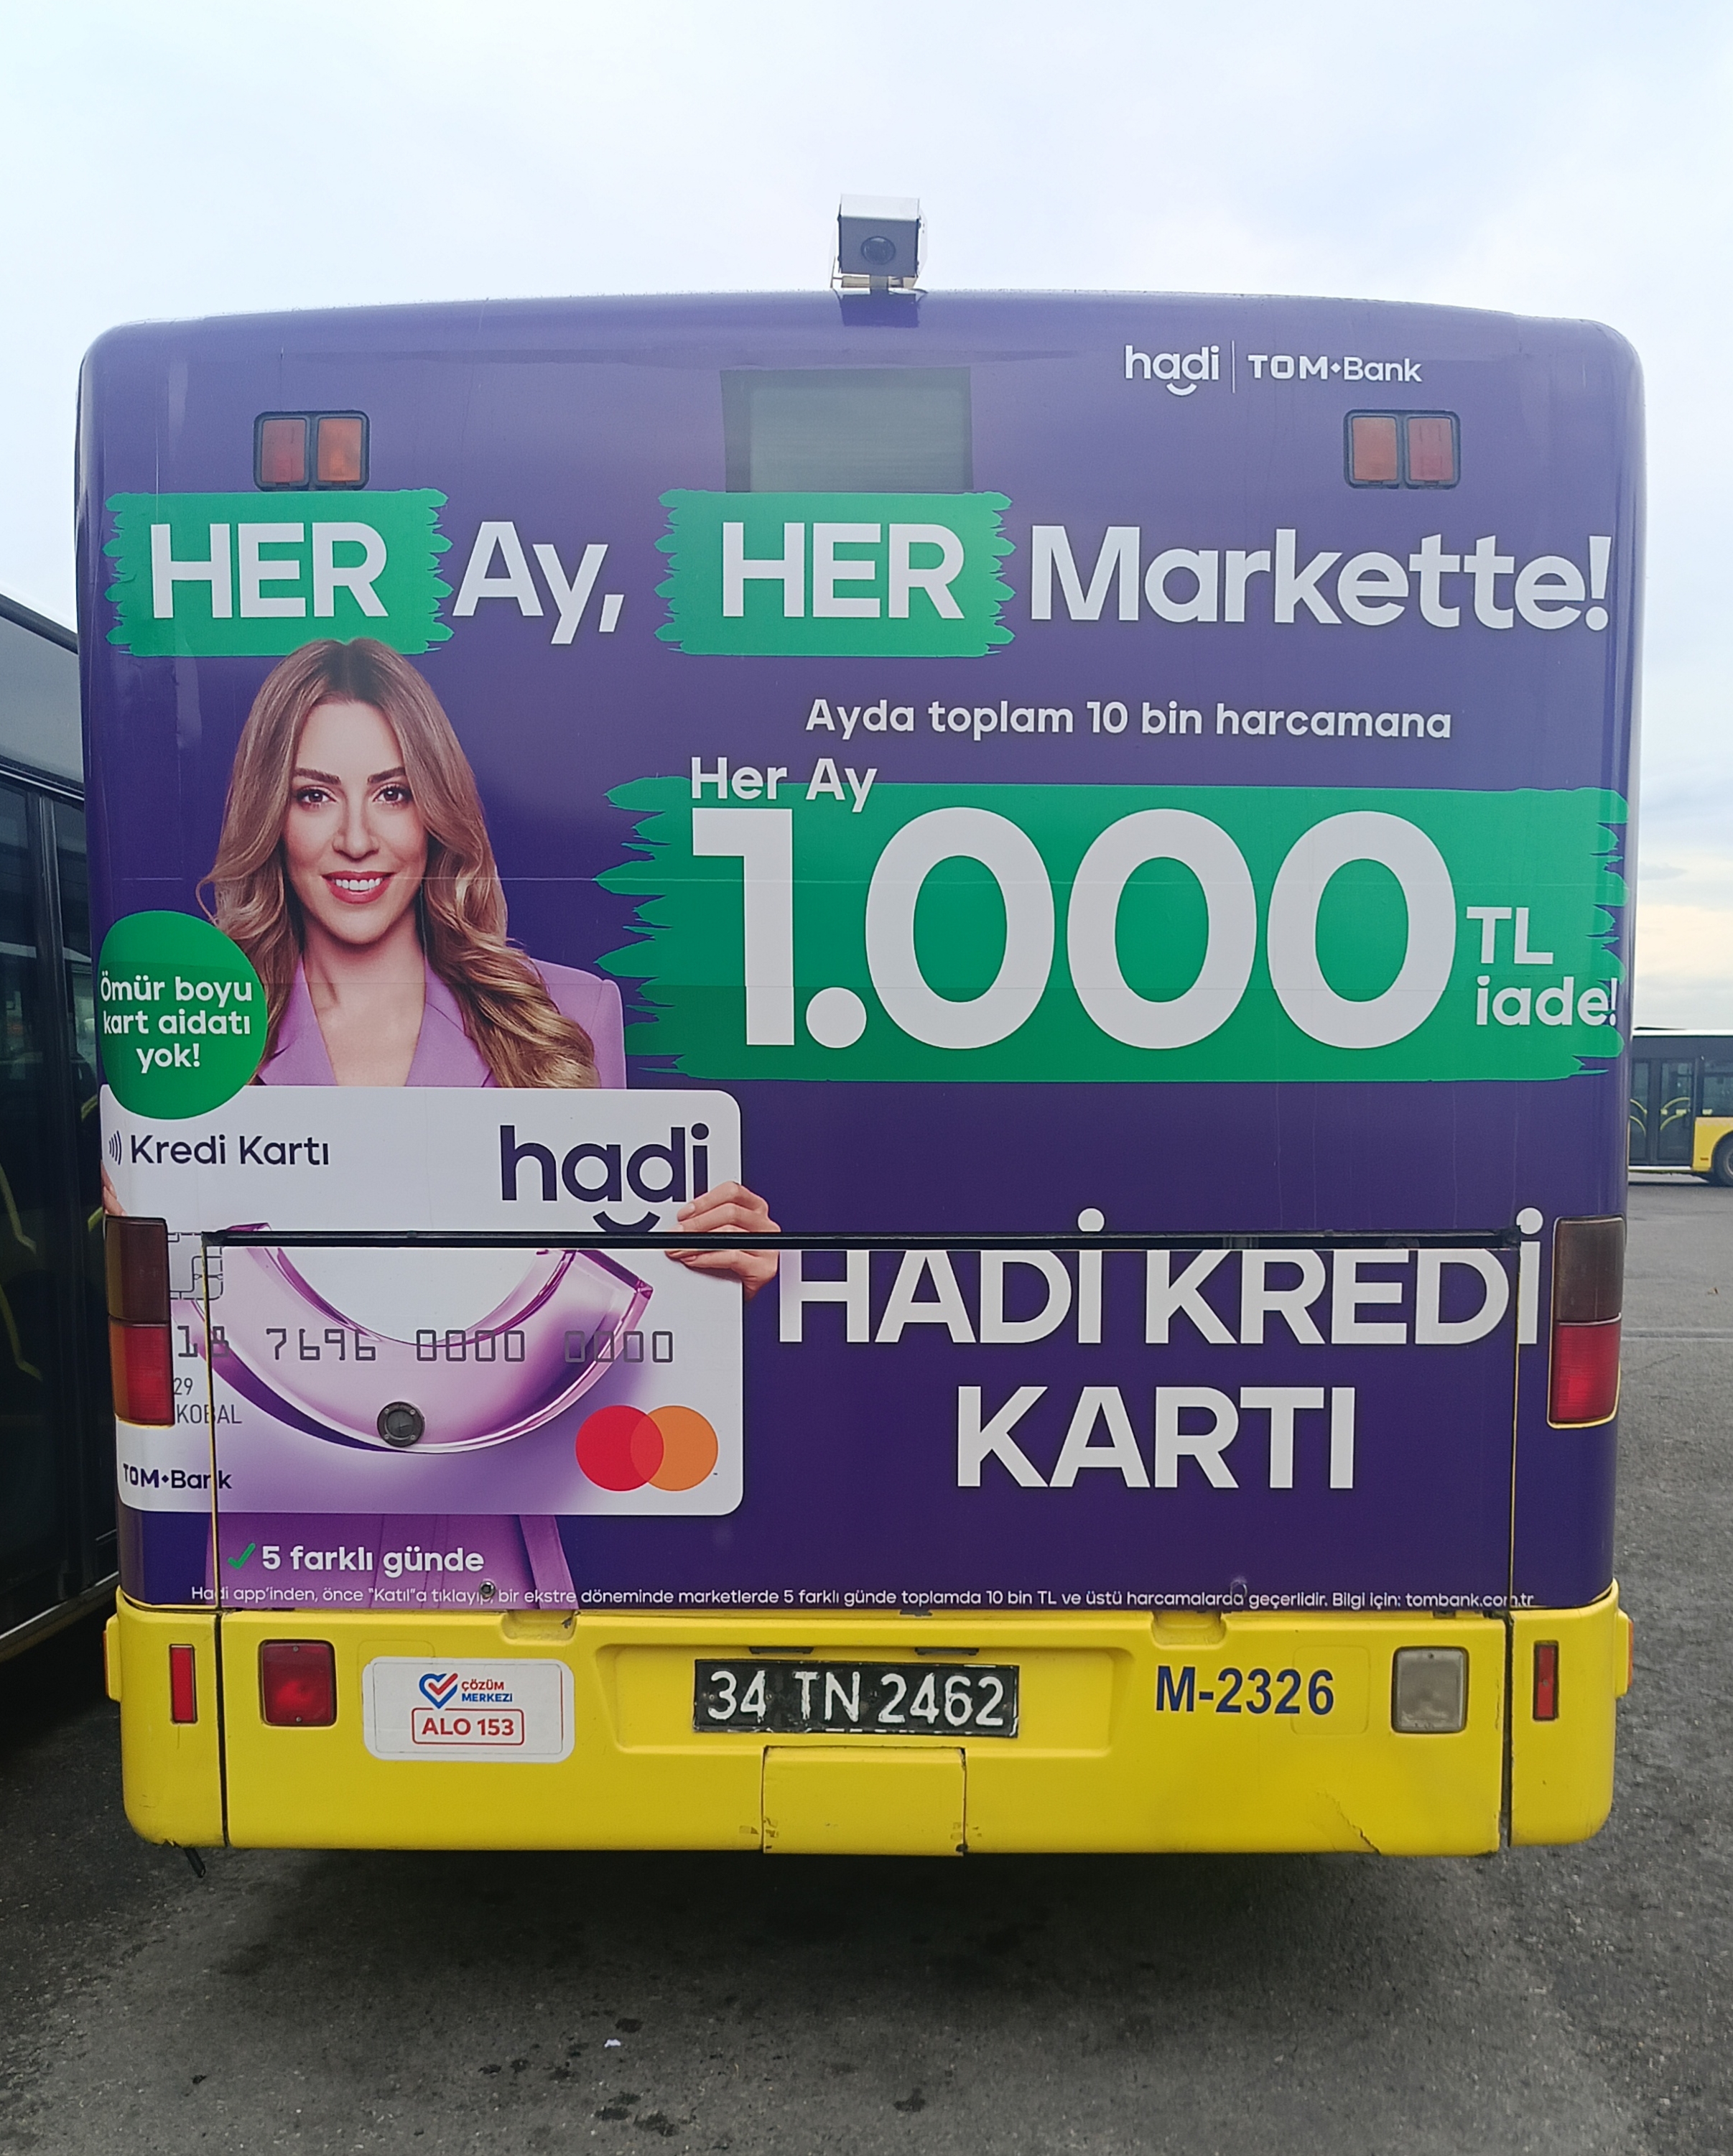 hadi | TOM Bank
HER Ay, HER Markette!
Ayda toplam 10 bin harcamana
Her Ay
1.000 TL iade!
Ömür boyu
kart aidatı
yok!
Kredi Kartı
hadi
18 7696 0000 0000
29
KOBAL
TOM Bank
HADİ KREDİ
KARTI
5 farklı günde
Hadi app'inden, önce "Katıl"a tıklayıp, bir ekstre döneminde marketlerde 5 farklı günde toplamda 10 bin TL ve üstü harcamalarda geçerlidir. Bilgi için: tombank.com.tr
ÇÖZÜM
MERKEZİ
ALO 153
34 TN 2462
M-2326